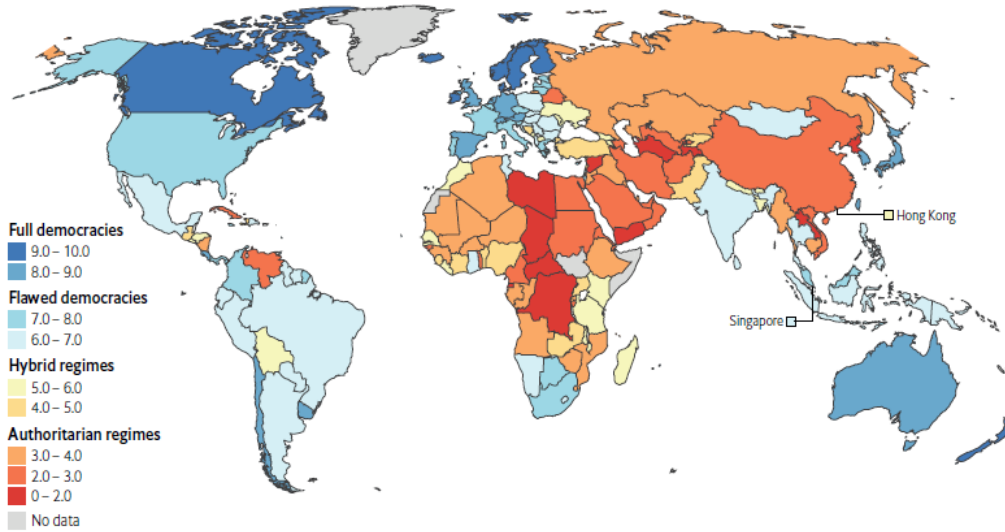 Full democracies
9.0 – 10.0
8.0 – 9.0
Flawed democracies
7.0 – 8.0
6.0 – 7.0
Hybrid regimes
5.0 – 6.0
4.0 – 5.0
Authoritarian regimes
3.0 – 4.0
2.0 – 3.0
0 – 2.0
No data
Hong Kong
Singapore